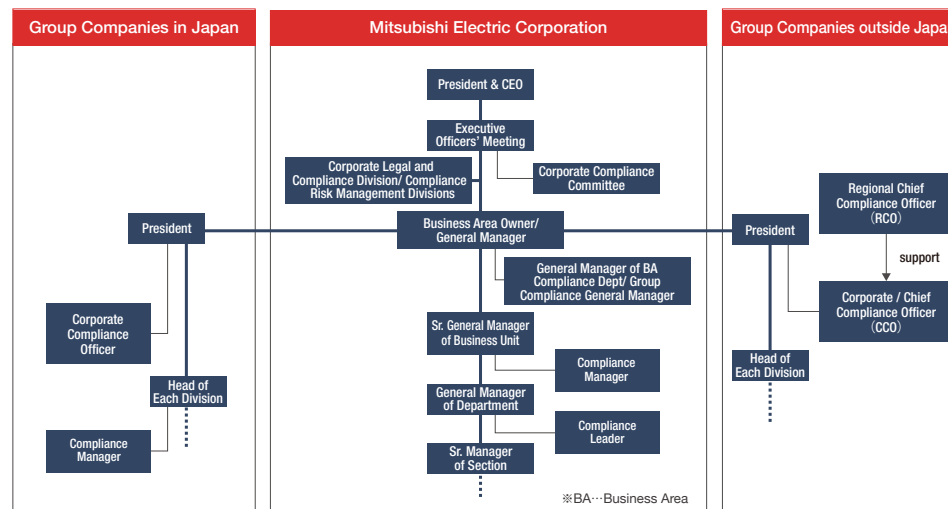 Group Companies in Japan
Mitsubishi Electric Corporation
Group Companies outside Japa
President & CEO
Executive
Officers' Meeting
Corporate Legal and
Compliance Division/ Compliance
Risk Management Divisions
Corporate Compliance
Committee
Regional Chief
Compliance Officer
(RCO)
President
Business Area Owner/
General Manager
President
support
General Manager of BA
Compliance Dept/ Group
Compliance General Manager
Corporate / Chief
Compliance Officer
(CCO)
Corporate
Compliance
Officer
Sr. General Manager
of Business Unit
Compliance
Manager
Head of
Each Division
Head of
Each Division
General Manager
of Department
Compliance
Leader
Compliance
Manager
Sr. Manager
of Section
※BA…Business Area